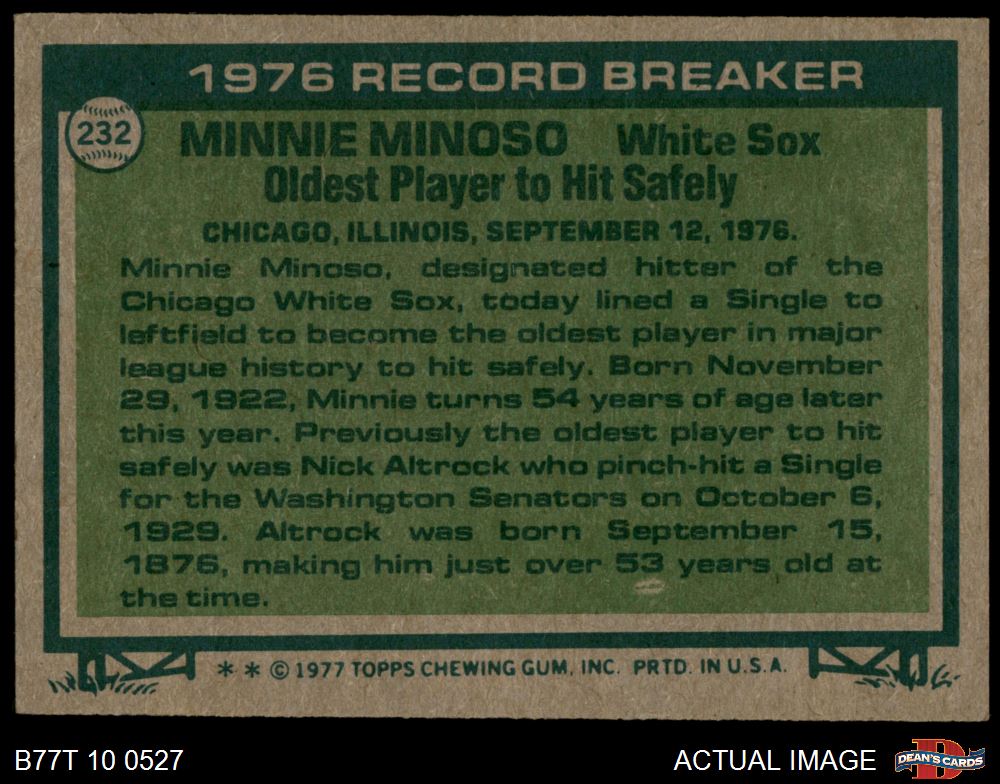 1976 RECORD BREAKER
232
MINNIE MINOSO White Sox
Oldest Player to Hit Safely
CHICAGO, ILLINOIS, SEPTEMBER 12, 1976.
Minnie Minoso, designated hitter of the
Chicago White Sox, today lined a Single to
leftfield to become the oldest player in major
league history to hit safely. Born November
29, 1922, Minnie turns 54 years of age later
this year. Previously the oldest player to hit
safely was Nick Altrock who pinch-hit a Single
for the Washington Senators on October 6,
1929. Altrock was born September 15,
1876, making him just over 53 years old at
the time.
* * © 1977 TOPPS CHEWING GUM, INC. PRTD. IN U.S.A.
B77T 10 0527
ACTUAL IMAGE
D
DEAN'S CARDS